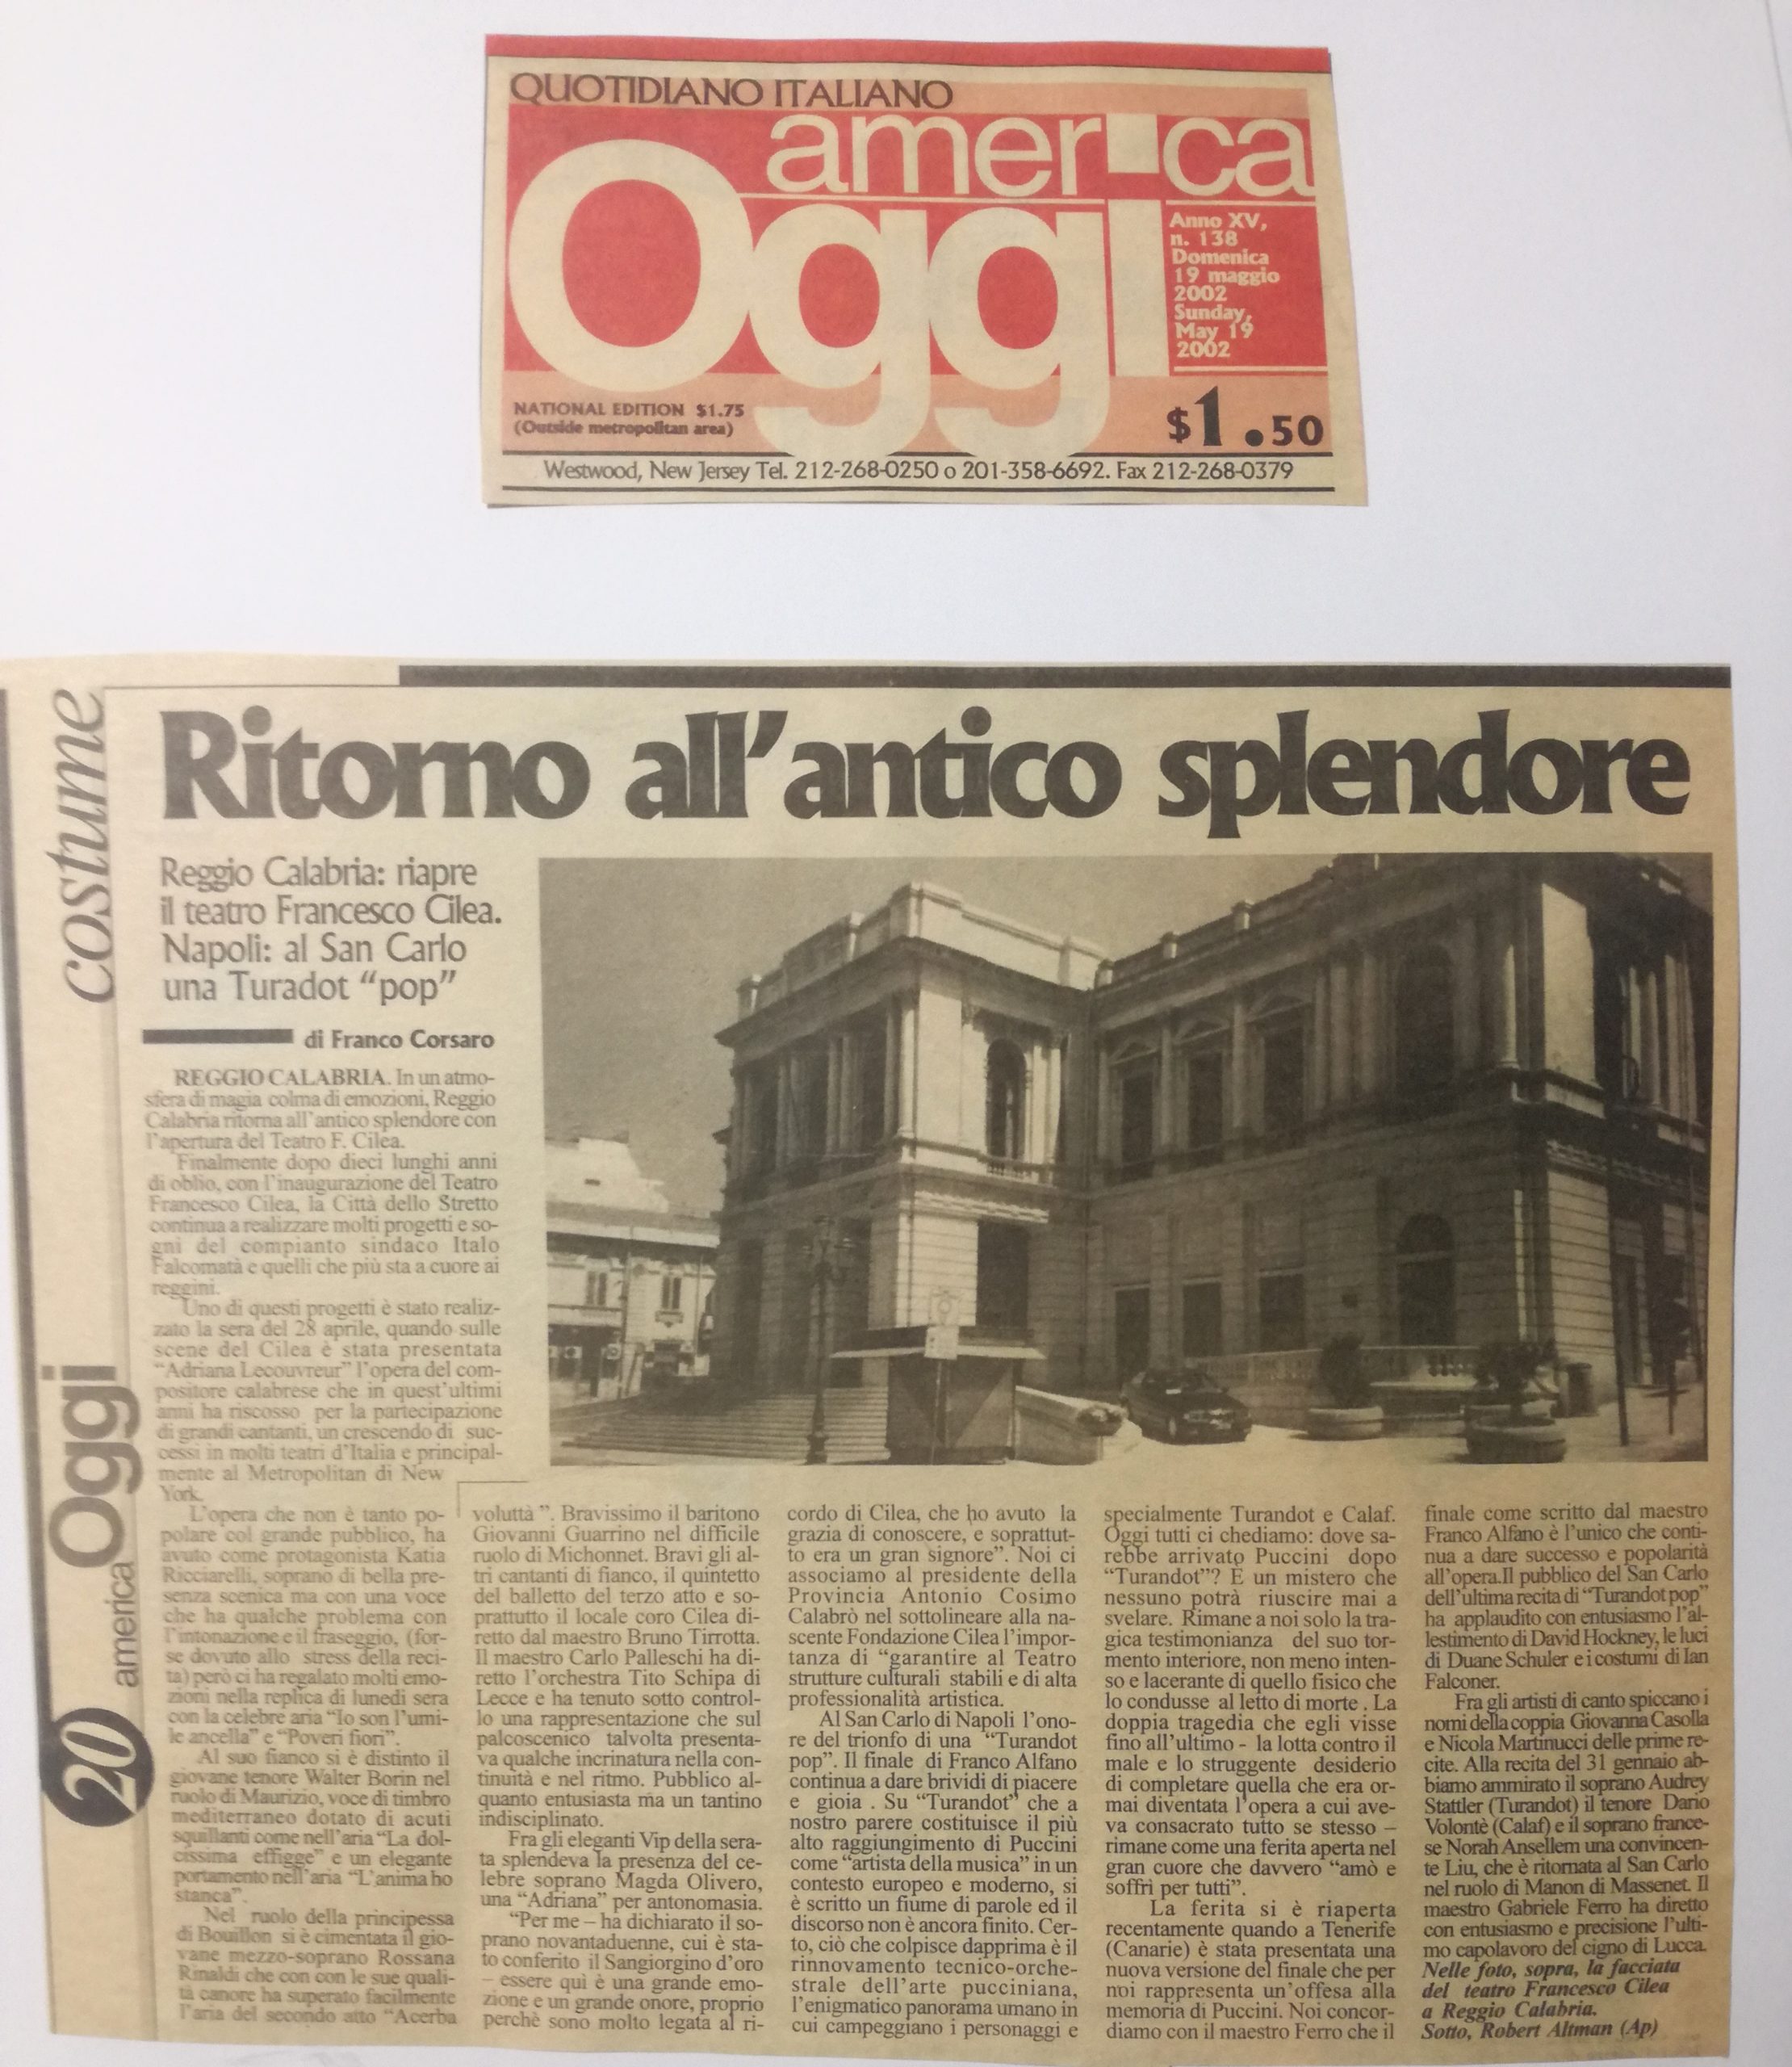 QUOTIDIANO ITALIANO
america
Oggi
Anno XV,
n. 138
Domenica
19 maggio
2002
Sunday,
May 19
2002
NATIONAL EDITION $1.75
(Outside metropolitan area)
$1.50
Westwood, New Jersey Tel. 212-268-0250 o 201-358-6692. Fax 212-268-0379
costume
Ritorno all'antico splendore
Reggio Calabria: riapre
il teatro Francesco Cilea.
Napoli: al San Carlo
una Turadot "pop"
di Franco Corsaro
REGGIO CALABRIA. In un atmo-
sfera di magia colma di emozioni, Reggio
Calabria ritorna all'antico splendore con
l'apertura del Teatro F. Cilea.
Finalmente dopo dieci lunghi anni
di oblio, con l'inaugurazione del Teatro
Francesco Cilea, la Città dello Stretto
continua a realizzare molti progetti e so-
gni del compianto sindaco Italo
Falcomatà e quelli che più sta a cuore ai
reggini.
Uno di questi progetti è stato realiz-
zato la sera del 28 aprile, quando sulle
scene del Cilea è stata presentata
"Adriana Lecouvreur" l'opera del com-
positore calabrese che in quest'ultimi
anni ha riscosso per la partecipazione
di grandi cantanti, un crescendo di suc-
cessi in molti teatri d'Italia e principal-
mente al Metropolitan di New
York.
L'opera che non è tanto po-
polare col grande pubblico, ha
avuto come protagonista Katia
Ricciarelli, soprano di bella pre-
senza scenica ma con una voce
che ha qualche problema con
l'intonazione e il fraseggio, (for-
se dovuto allo stress della reci-
ta) però ci ha regalato molti emo-
zioni nella replica di lunedì sera
con la celebre aria "Io son l'umi-
le ancella" e "Poveri fiori".
Al suo fianco si è distinto il
giovane tenore Walter Borin nel
ruolo di Maurizio, voce di timbro
mediterraneo dotato di acuti
squillanti come nell'aria "La dol-
cissima effigge" e un elegante
portamento nell'aria "L'anima ho
stanca".
Nel ruolo della principessa
di Bouillon si è cimentata il gio-
vane mezzo-soprano Rossana
Rinaldi che con con le sue quali-
tà canore ha superato facilmente
l'aria del secondo atto "Acerba
voluttà ". Bravissimo il baritono
Giovanni Guarrino nel difficile
ruolo di Michonnet. Bravi gli al-
tri cantanti di fianco, il quintetto
del balletto del terzo atto e so-
prattutto il locale coro Cilea di-
retto dal maestro Bruno Tirrotta.
Il maestro Carlo Palleschi ha di-
retto l'orchestra Tito Schipa di
Lecce e ha tenuto sotto control-
lo una rappresentazione che sul
palcoscenico talvolta presenta-
va qualche incrinatura nella con-
tinuità e nel ritmo. Pubblico al-
quanto entusiasta ma un tantino
indisciplinato.
Fra gli eleganti Vip della sera-
ta splendeva la presenza del ce-
lebre soprano Magda Olivero,
una "Adriana" per antonomasia.
"Per me – ha dichiarato il so-
prano novantaduenne, cui è sta-
to conferito il Sangiorgino d'oro
– essere qui è una grande emo-
zione e un grande onore, proprio
perchè sono molto legata al ri-
cordo di Cilea, che ho avuto la
grazia di conoscere, e soprattut-
to era un gran signore". Noi ci
associamo al presidente della
Provincia Antonio Cosimo
Calabrò nel sottolineare alla na-
scente Fondazione Cilea l'impor-
tanza di "garantire al Teatro
strutture culturali stabili e di alta
professionalità artistica.
Al San Carlo di Napoli l'ono-
re del trionfo di una "Turandot
pop". Il finale di Franco Alfano
continua a dare brividi di piacere
e gioia . Su "Turandot" che a
nostro parere costituisce il più
alto raggiungimento di Puccini
come "artista della musica" in un
contesto europeo e moderno, si
è scritto un fiume di parole ed il
discorso non è ancora finito. Cer-
to, ciò che colpisce dapprima è il
rinnovamento tecnico-orche-
strale dell'arte pucciniana,
l'enigmatico panorama umano in
cui campeggiano i personaggi e
specialmente Turandot e Calaf.
Oggi tutti ci chediamo: dove sa-
rebbe arrivato Puccini dopo
"Turandot"? E un mistero che
nessuno potrà riuscire mai a
svelare. Rimane a noi solo la tra-
gica testimonianza del suo tor-
mento interiore, non meno inten-
so e lacerante di quello fisico che
lo condusse al letto di morte . La
doppia tragedia che egli visse
fino all'ultimo - la lotta contro il
male e lo struggente desiderio
di completare quella che era or-
mai diventata l'opera a cui ave-
va consacrato tutto se stesso –
rimane come una ferita aperta nel
gran cuore che davvero "amò e
soffrì per tutti".
La ferita si è riaperta
recentemente quando a Tenerife
(Canarie) è stata presentata una
nuova versione del finale che per
noi rappresenta un'offesa alla
memoria di Puccini. Noi concor-
diamo con il maestro Ferro che il
finale come scritto dal maestro
Franco Alfano è l'unico che conti-
nua a dare successo e popolarità
all'opera.Il pubblico del San Carlo
dell'ultima recita di "Turandot pop"
ha applaudito con entusiasmo l'al-
lestimento di David Hockney, le luci
di Duane Schuler e i costumi di Ian
Falconer.
Fra gli artisti di canto spiccano i
nomi della coppia Giovanna Casolla
e Nicola Martinucci delle prime re-
cite. Alla recita del 31 gennaio ab-
biamo ammirato il soprano Audrey
Stattler (Turandot) il tenore Dario
Volontè (Calaf) e il soprano france-
se Norah Ansellem una convincen-
te Liu, che è ritornata al San Carlo
nel ruolo di Manon di Massenet. Il
maestro Gabriele Ferro ha diretto
con entusiasmo e precisione l'ulti-
mo capolavoro del cigno di Lucca.
Nelle foto, sopra, la facciata
del teatro Francesco Cilea
a Reggio Calabria.
Sotto, Robert Altman (Ap)
20 america Oggi